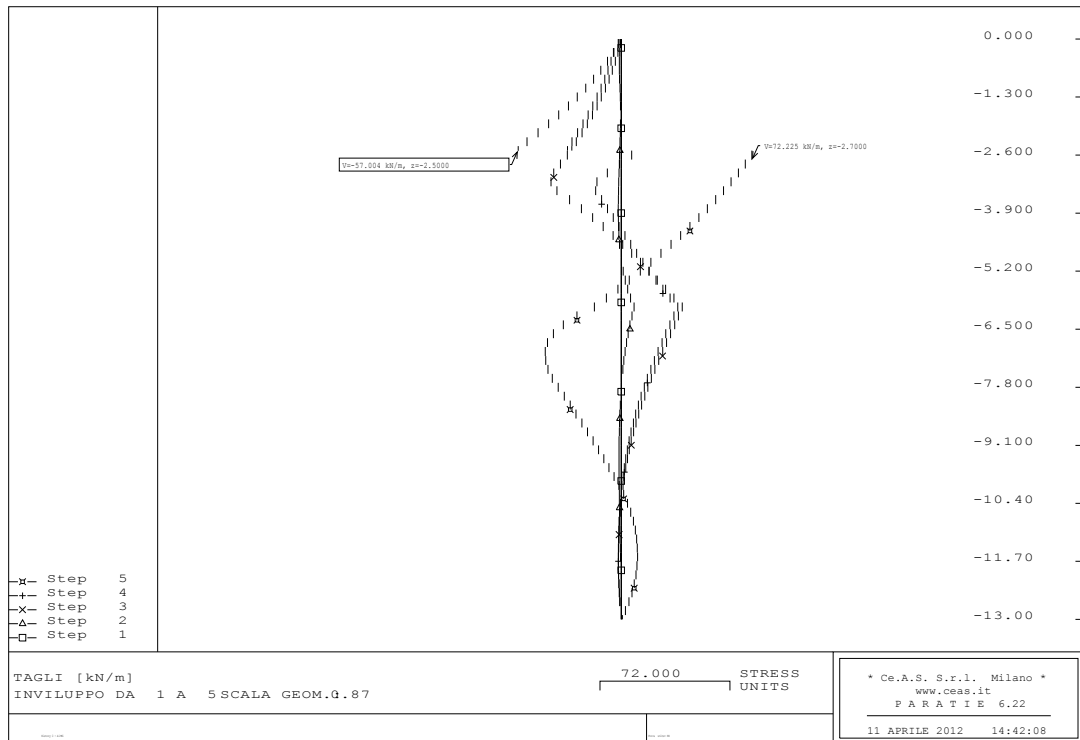 0.000
-1.300
-2.600
-3.900
-5.200
-6.500
-7.800
-9.100
-10.40
-11.70
-13.00
V=-57.004 kN/m, z=-2.5000
V=72.225 kN/m, z=-2.7000
Step 5
Step 4
Step 3
Step 2
Step 1
TAGLI [kN/m]
INVILUPPO DA 1 A 5 SCALA GEOM. 0.87
72.000 STRESS
UNITS
* Ce.A.S. S.r.l. Milano *
www.ceas.it
P A R A T I E 6.22
11 APRILE 2012 14:42:08